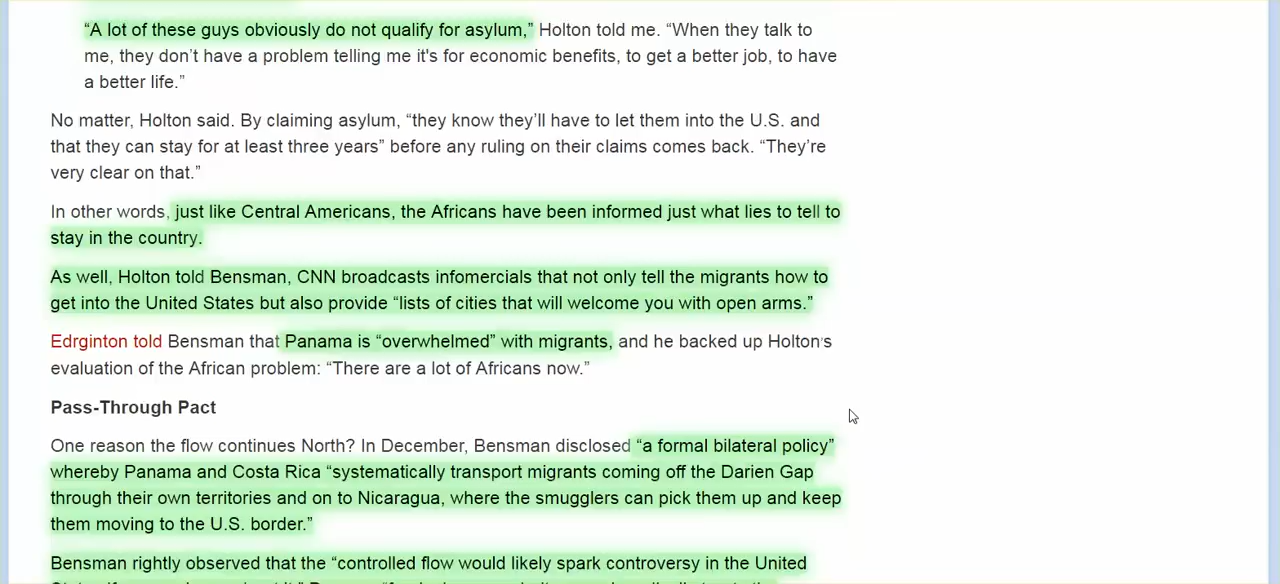 “A lot of these guys obviously do not qualify for asylum,” Holton told me. “When they talk to
me, they don’t have a problem telling me it's for economic benefits, to get a better job, to have
a better life.”
No matter, Holton said. By claiming asylum, “they know they’ll have to let them into the U.S. and
that they can stay for at least three years” before any ruling on their claims comes back. “They’re
very clear on that.”
In other words, just like Central Americans, the Africans have been informed just what lies to tell to
stay in the country.
As well, Holton told Bensman, CNN broadcasts infomercials that not only tell the migrants how to
get into the United States but also provide “lists of cities that will welcome you with open arms.”
Edrginton told Bensman that Panama is “overwhelmed” with migrants, and he backed up Holton’s
evaluation of the African problem: “There are a lot of Africans now.”
Pass-Through Pact
One reason the flow continues North? In December, Bensman disclosed “a formal bilateral policy”
whereby Panama and Costa Rica “systematically transport migrants coming off the Darien Gap
through their own territories and on to Nicaragua, where the smugglers can pick them up and keep
them moving to the U.S. border.”
Bensman rightly observed that the “controlled flow would likely spark controversy in the United